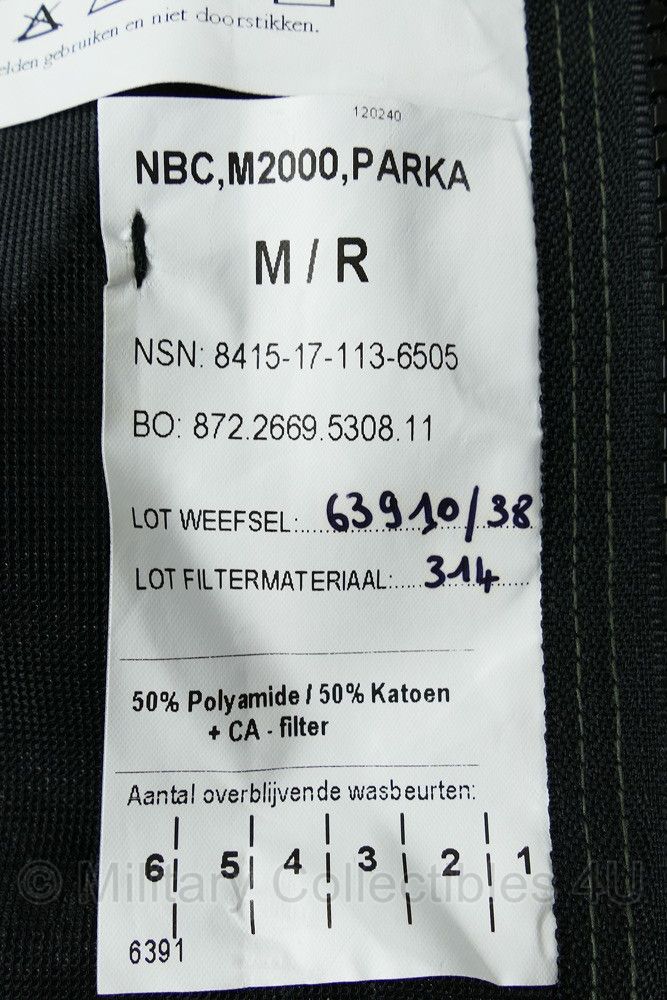 elden gebruiken en niet doorstikken.
120240
NBC,M2000,PARKA
M / R
NSN: 8415-17-113-6505
BO: 872.2669.5308.11
LOT WEEFSEL:....63910/38
LOT FILTERMATERIAAL:.....314......
50% Polyamide / 50% Katoen
+ CA - filter
Aantal overblijvende wasbeurten:
6 | 5 | 4 | 3 | 2 | 1
© Military Collectibles 4U
6391